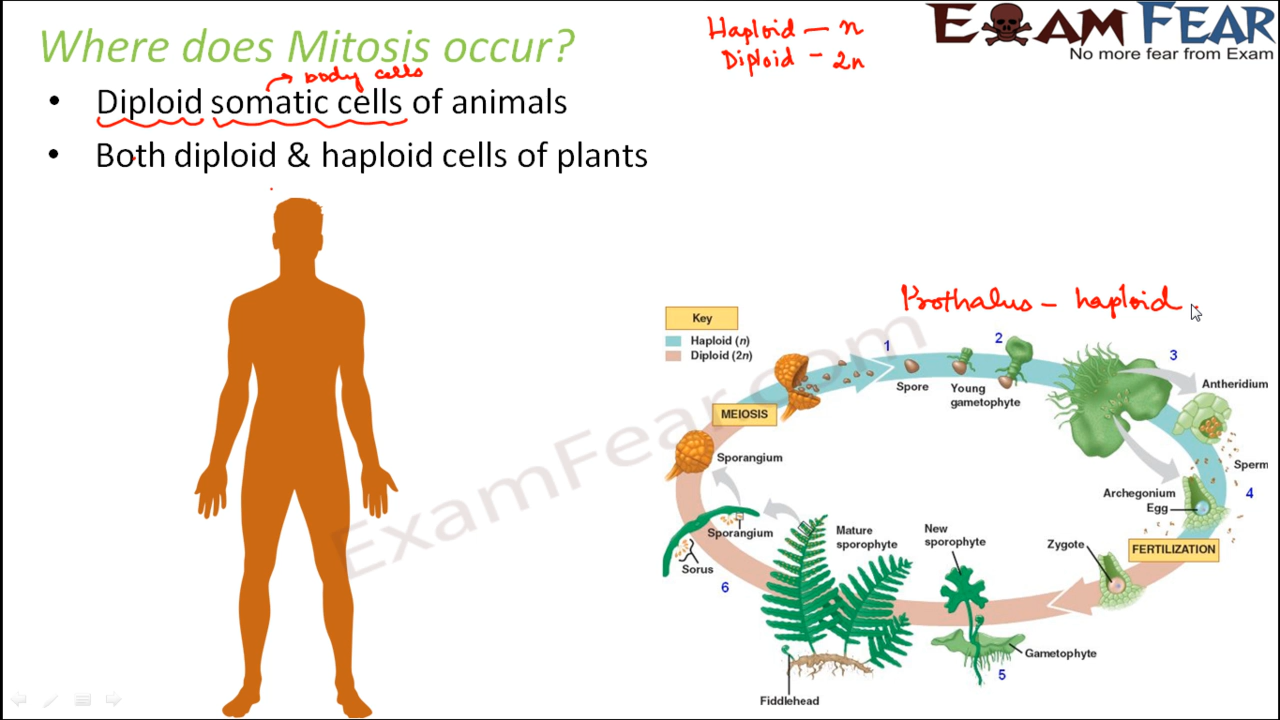 Where does Mitosis occur?
Haploid — n
Diploid - 2n
EXAM FEAR
No more fear from Exam
→ body cells
• Diploid somatic cells of animals
• Both diploid & haploid cells of plants
Prothalus - haploid
Key
Haploid (n)
Diploid (2n)
1
2
3
Spore
Young
gametophyte
Antheridium
MEIOSIS
Sporangium
Sperm
4
Archegonium
Egg
Sporangium
Mature
sporophyte
New
sporophyte
Zygote
FERTILIZATION
Sorus
6
Gametophyte
5
Fiddlehead
ExamFear.com